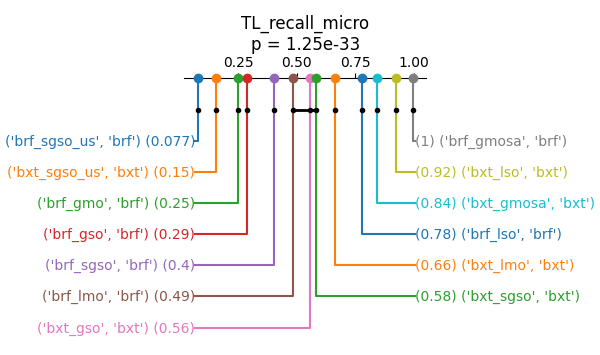 TL_recall_micro
p = 1.25e-33
0.25 0.50 0.75 1.00
('brf_sgso_us', 'brf') (0.077) (1) ('brf_gmosa', 'brf')
('bxt_sgso_us', 'bxt') (0.15) (0.92) ('bxt_lso', 'bxt')
('brf_gmo', 'brf') (0.25) (0.84) ('bxt_gmosa', 'bxt')
('brf_gso', 'brf') (0.29) (0.78) ('brf_lso', 'brf')
('brf_sgso', 'brf') (0.4) (0.66) ('bxt_lmo', 'bxt')
('brf_lmo', 'brf') (0.49) (0.58) ('bxt_sgso', 'bxt')
('bxt_gso', 'bxt') (0.56)